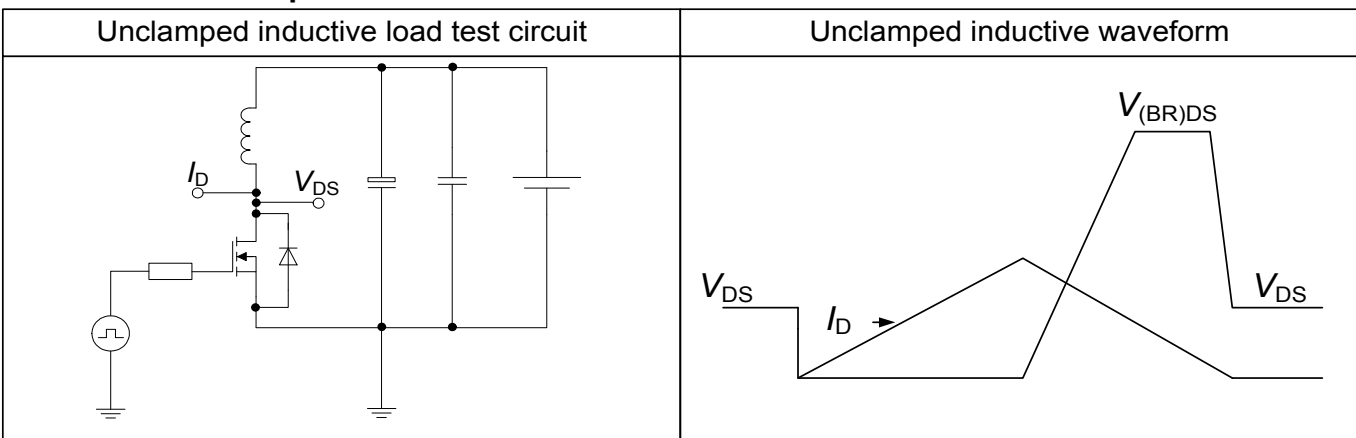 Unclamped inductive load test circuit
Unclamped inductive waveform
I_D
V_DS
V_(BR)DS
V_DS
I_D
V_DS